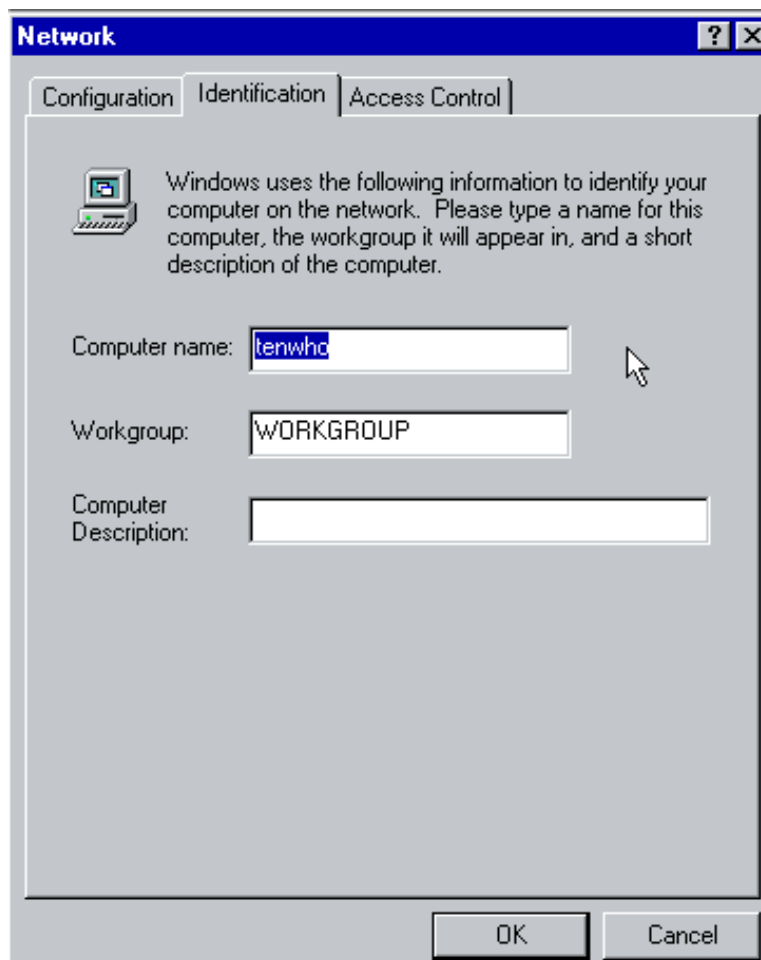 Network
Configuration Identification Access Control
Windows uses the following information to identify your
computer on the network. Please type a name for this
computer, the workgroup it will appear in, and a short
description of the computer.
Computer name: tenwho
Workgroup: WORKGROUP
Computer
Description:
OK Cancel